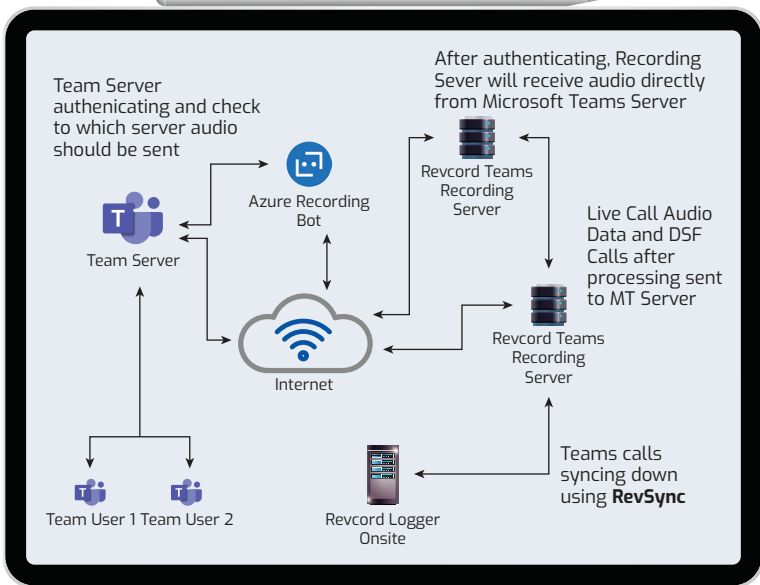 Team Server
authenicating and check
to which server audio
should be sent
After authenticating, Recording
Sever will receive audio directly
from Microsoft Teams Server
Azure Recording
Bot
Revcord Teams
Recording
Server
T
Team Server
Live Call Audio
Data and DSF
Calls after
processing sent
to MT Server
Internet
Revcord Teams
Recording
Server
T
Team User 1
T
Team User 2
Revcord Logger
Onsite
Teams calls
syncing down
using RevSync